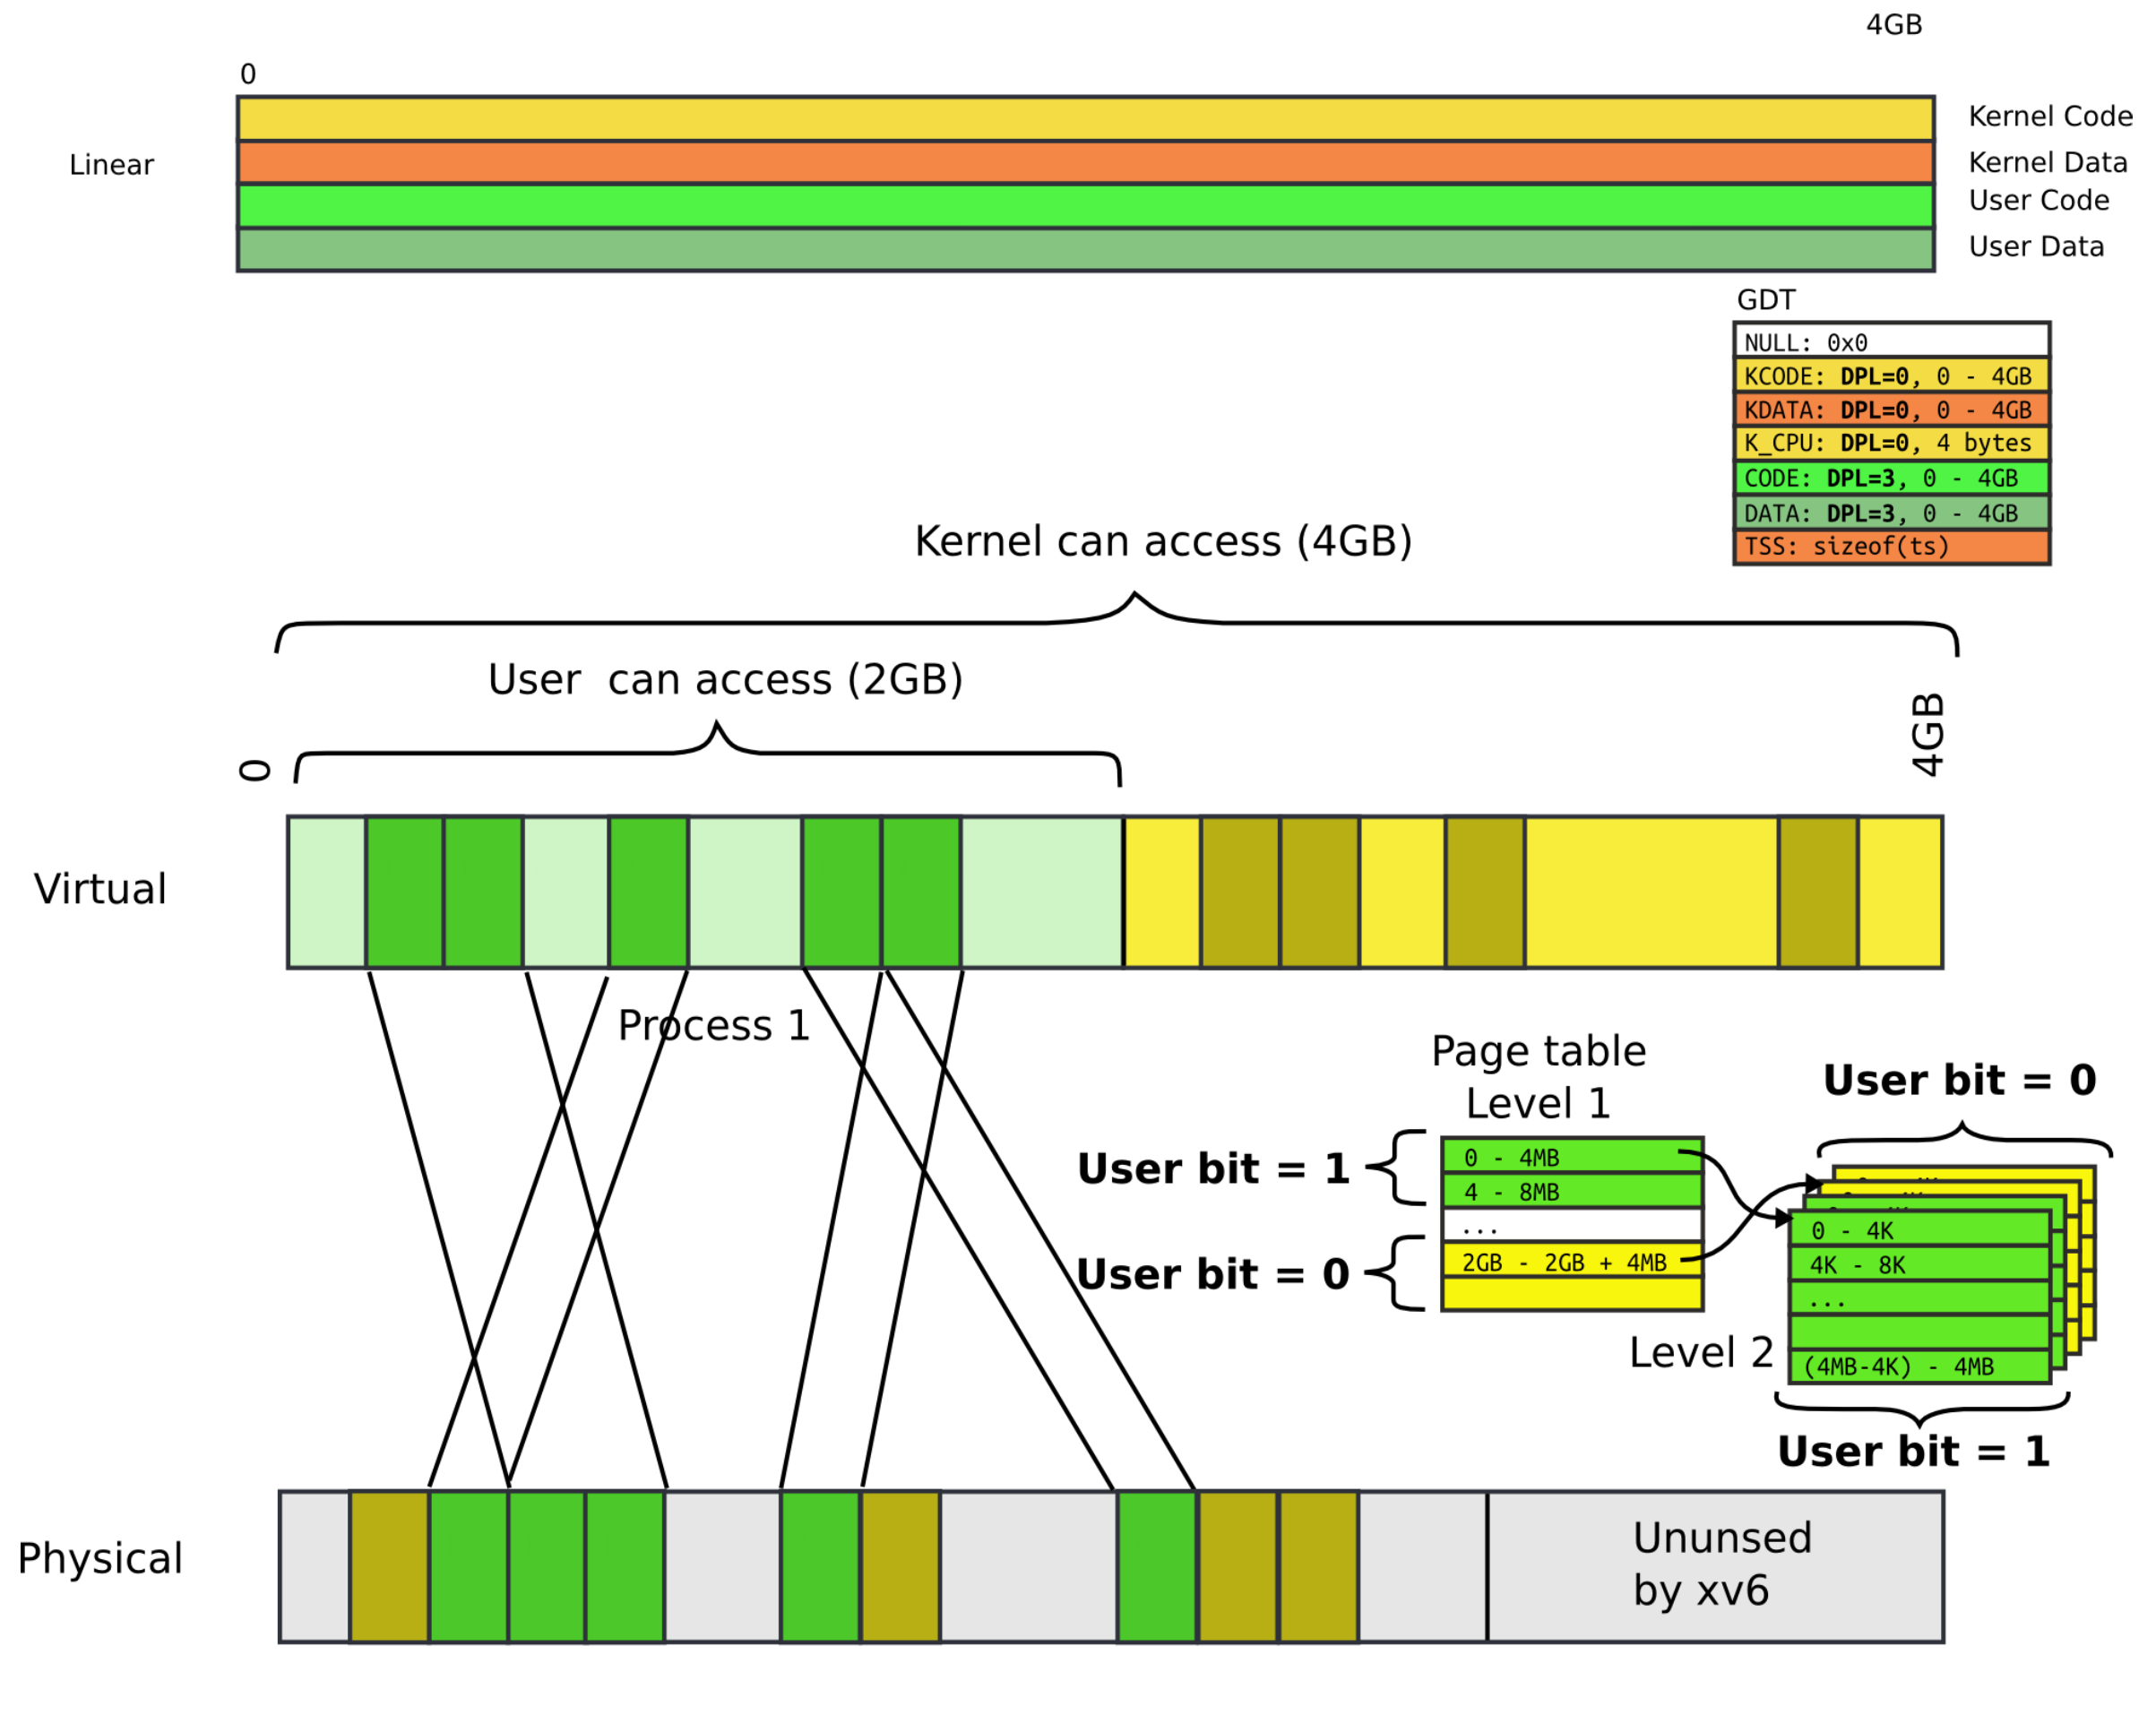 4GB
0
Linear
Kernel Code
Kernel Data
User Code
User Data
GDT
NULL: 0x0
KCODE: DPL=0, 0 - 4GB
KDATA: DPL=0, 0 - 4GB
K_CPU: DPL=0, 4 bytes
CODE: DPL=3, 0 - 4GB
DATA: DPL=3, 0 - 4GB
TSS: sizeof(ts)
Kernel can access (4GB)
User can access (2GB)
0
4GB
Virtual
Process 1
Page table
Level 1
User bit = 1
User bit = 0
0 - 4MB
4 - 8MB
...
2GB - 2GB + 4MB
User bit = 0
0 - 4K
4K - 8K
...
(4MB-4K) - 4MB
Level 2
User bit = 1
Physical
Ununsed
by xv6